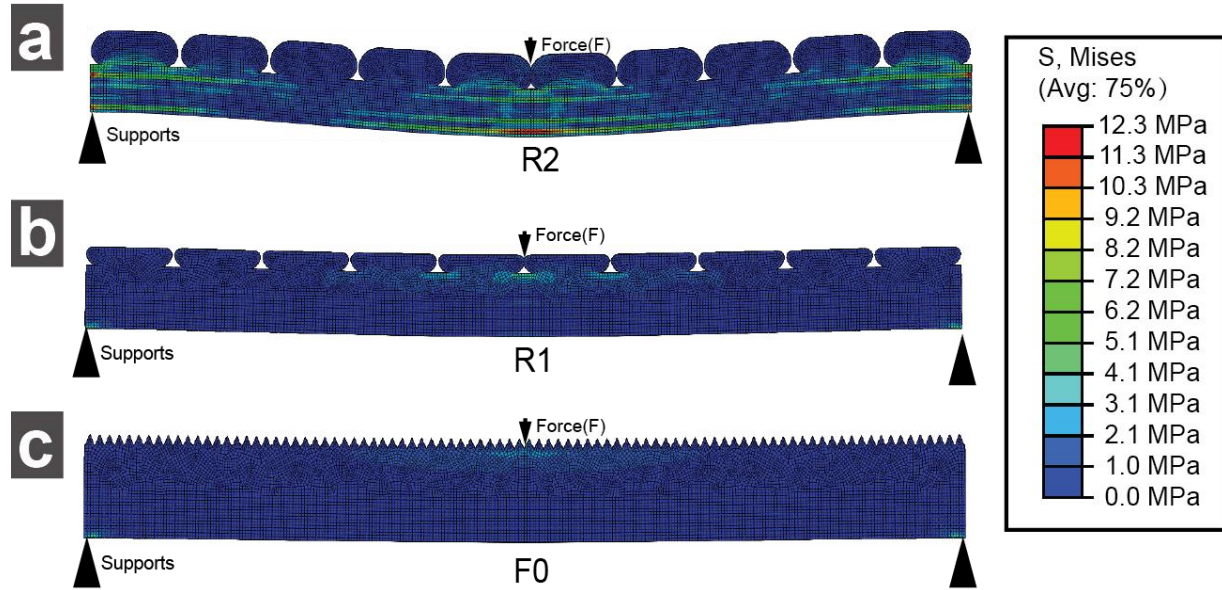 a
Force(F)
Supports
R2
b
Force(F)
Supports
R1
c
Force(F)
Supports
F0
S, Mises
(Avg: 75%)
12.3 MPa
11.3 MPa
10.3 MPa
9.2 MPa
8.2 MPa
7.2 MPa
6.2 MPa
5.1 MPa
4.1 MPa
3.1 MPa
2.1 MPa
1.0 MPa
0.0 MPa